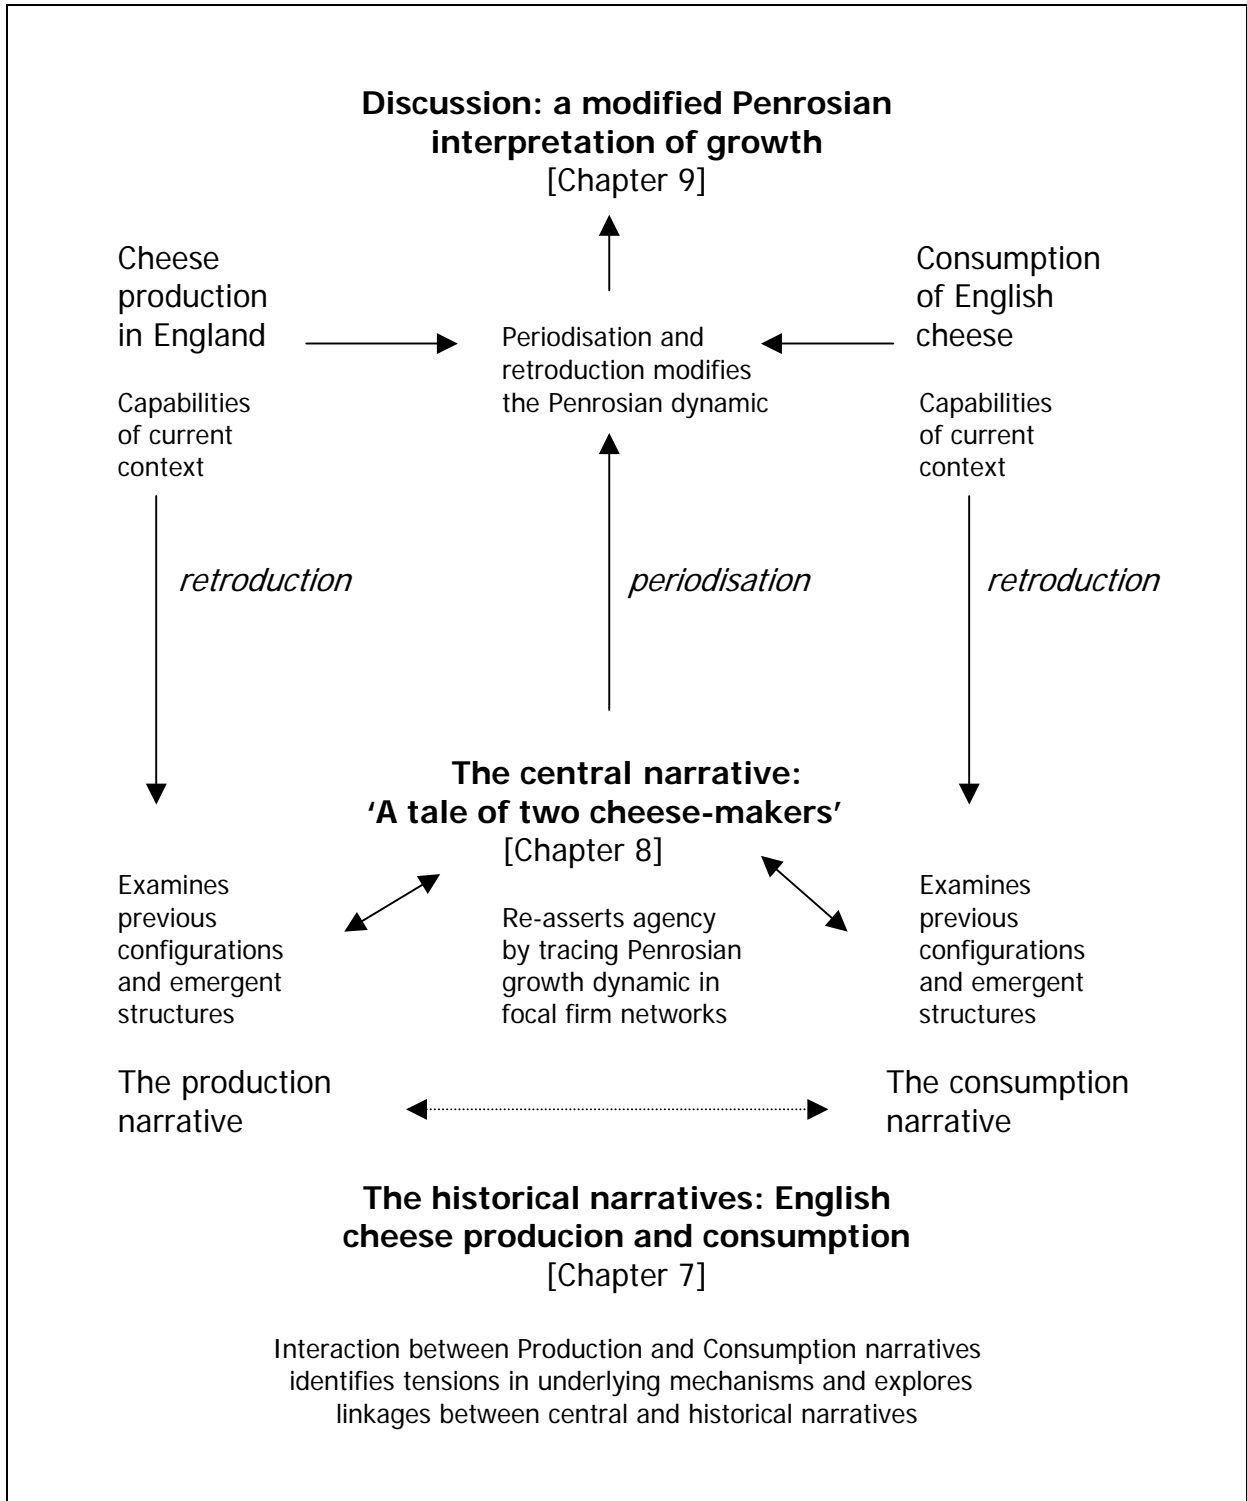 Discussion: a modified Penrosian
interpretation of growth
[Chapter 9]
Cheese
production
in England
Consumption
of English
cheese
Periodisation and
retroduction modifies
the Penrosian dynamic
Capabilities
of current
context
Capabilities
of current
context
retroduction
periodisation
retroduction
The central narrative:
‘A tale of two cheese-makers’
[Chapter 8]
Examines
previous
configurations
and emergent
structures
Re-asserts agency
by tracing Penrosian
growth dynamic in
focal firm networks
Examines
previous
configurations
and emergent
structures
The production
narrative
The consumption
narrative
The historical narratives: English
cheese producion and consumption
[Chapter 7]
Interaction between Production and Consumption narratives
identifies tensions in underlying mechanisms and explores
linkages between central and historical narratives